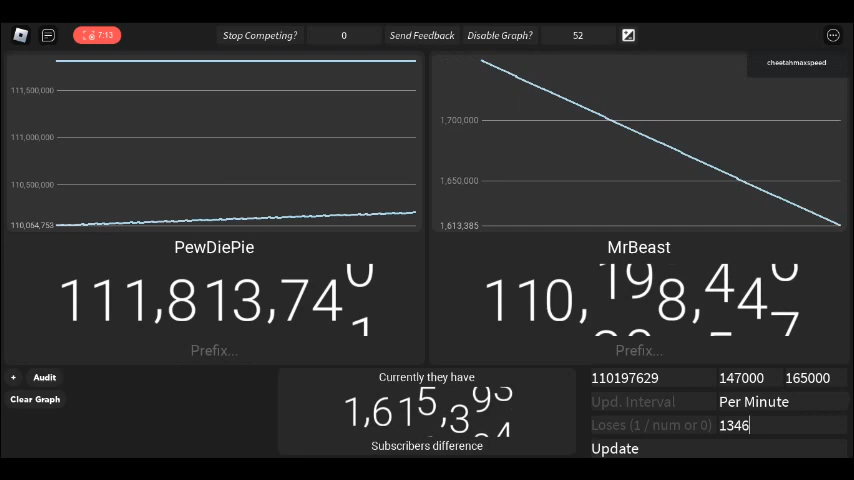 7:13
Stop Competing? 0 Send Feedback Disable Graph? 52
cheetahmaxspeed
111,500,000
111,000,000
110,500,000
110,054,753
1,700,000
1,650,000
1,613,385
PewDiePie
111,813,740
Prefix...
MrBeast
Prefix...
+ Audit
Clear Graph
Currently they have
Subscribers difference
110197629 147000 165000
Upd. Interval Per Minute
Loses (1 / num or 0) 1346
Update